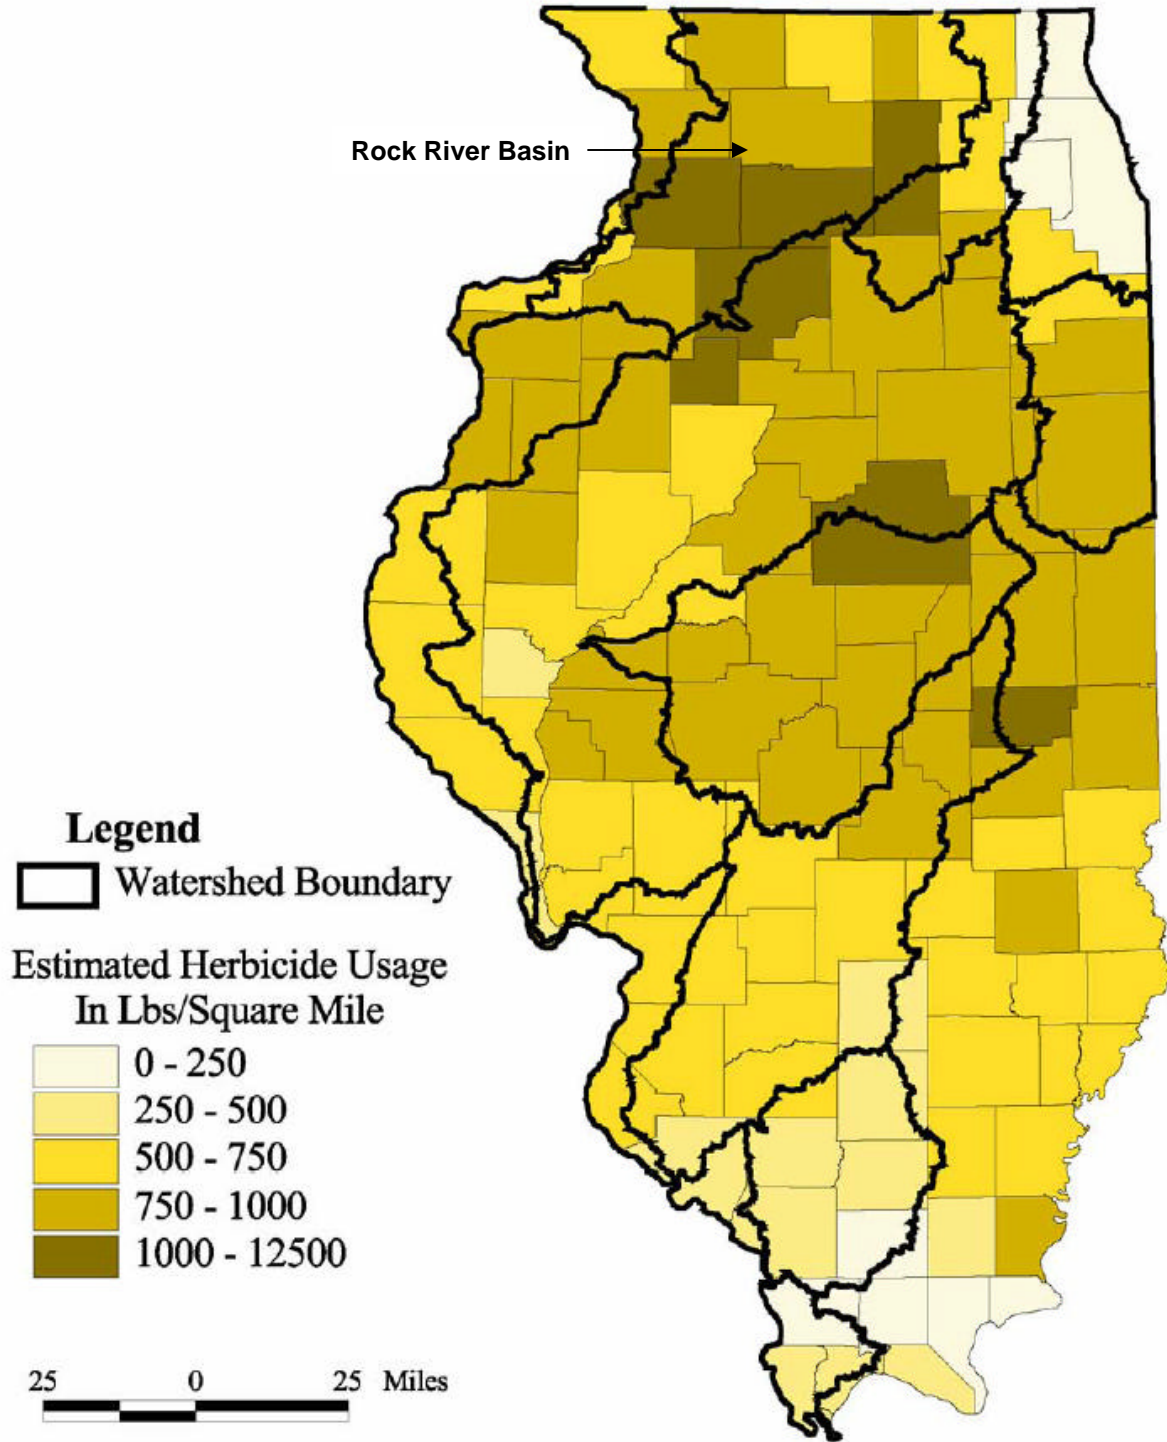 Rock River Basin
Legend
Watershed Boundary
Estimated Herbicide Usage
In Lbs/Square Mile
0 - 250
250 - 500
500 - 750
750 - 1000
1000 - 12500
25 0 25 Miles